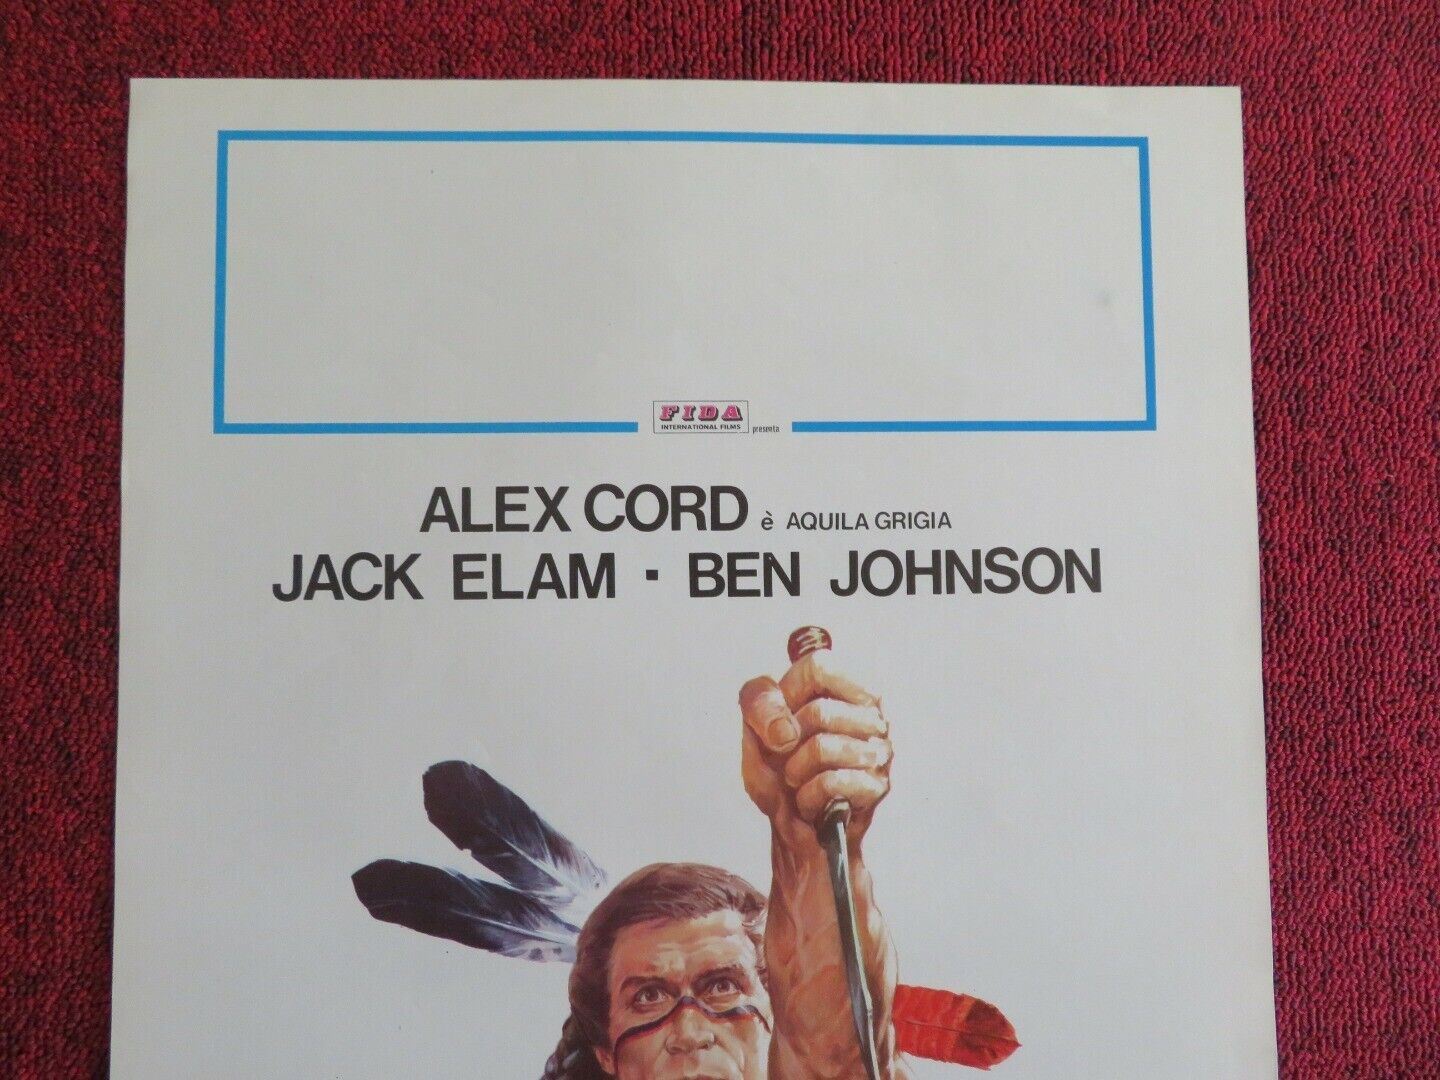 FIDA
INTERNATIONAL FILMS presenta
ALEX CORD è AQUILA GRIGIA
JACK ELAM · BEN JOHNSON